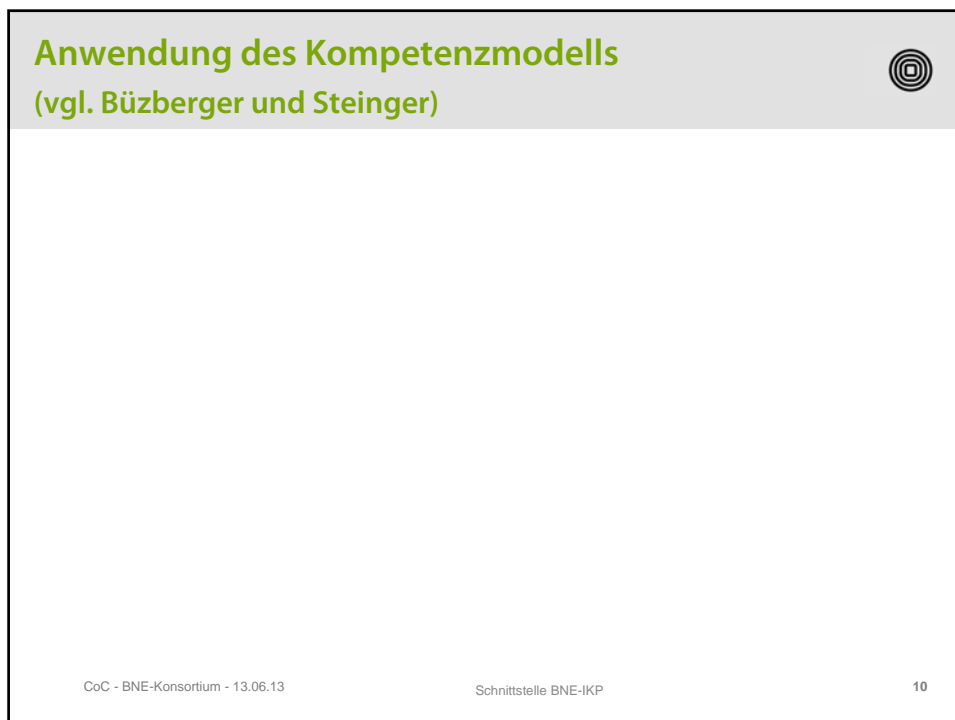 Anwendung des Kompetenzmodells
(vgl. Büzberger und Steinger)
CoC - BNE-Konsortium - 13.06.13
Schnittstelle BNE-IKP
10